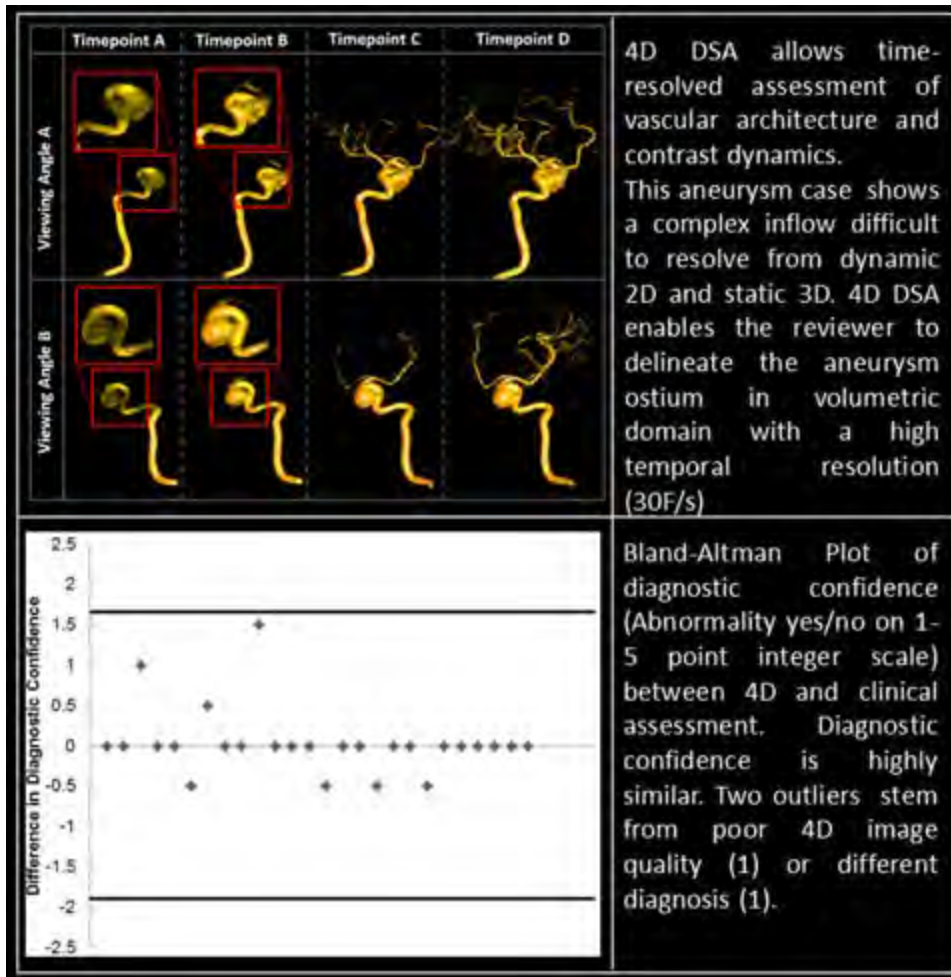 Timepoint A Timepoint B Timepoint C Timepoint D
Viewing Angle A
Viewing Angle B
4D DSA allows time-
resolved assessment of
vascular architecture and
contrast dynamics.
This aneurysm case shows
a complex inflow difficult
to resolve from dynamic
2D and static 3D. 4D DSA
enables the reviewer to
delineate the aneurysm
ostium in volumetric
domain with a high
temporal resolution
(30F/s)
Difference in Diagnostic Confidence
2.5
2
1.5
1
0.5
0
-0.5
-1
-1.5
-2
-2.5
Bland-Altman Plot of
diagnostic confidence
(Abnormality yes/no on 1-
5 point integer scale)
between 4D and clinical
assessment. Diagnostic
confidence is highly
similar. Two outliers stem
from poor 4D image
quality (1) or different
diagnosis (1).